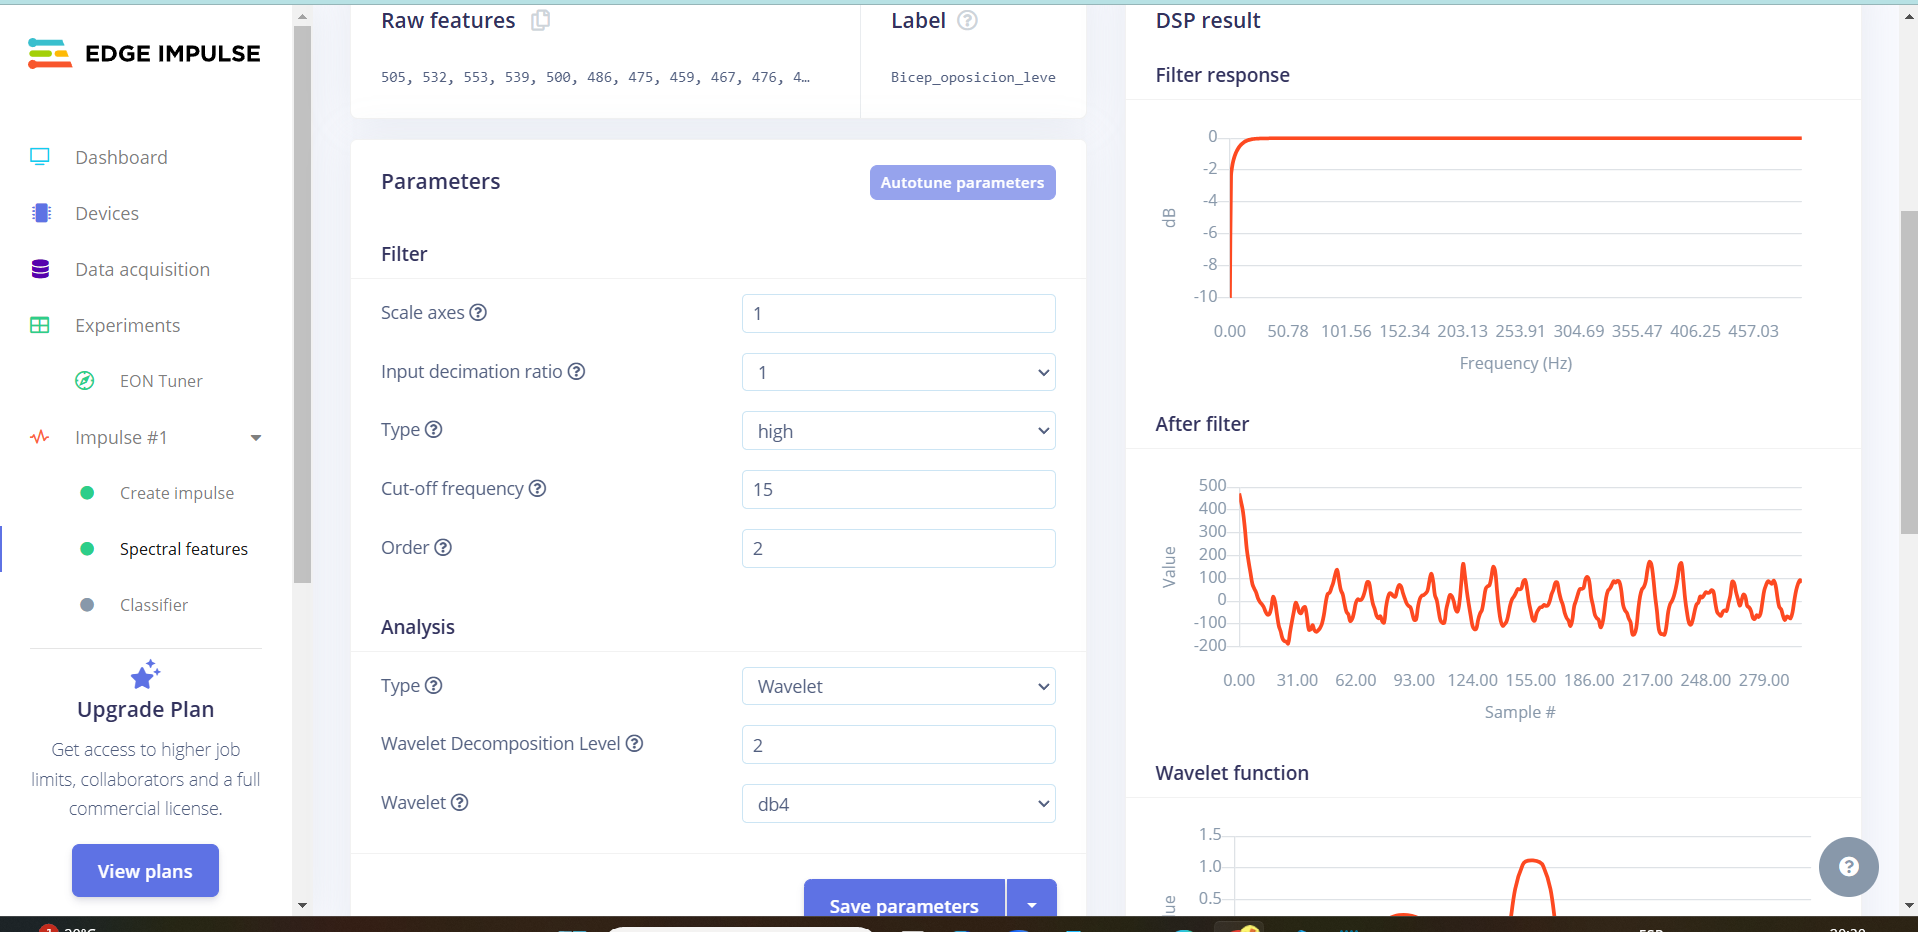 EDGE IMPULSE
Dashboard
Devices
Data acquisition
Experiments
EON Tuner
Impulse #1
Create impulse
Spectral features
Classifier
Upgrade Plan
Get access to higher job
limits, collaborators and a full
commercial license.
View plans
Raw features
505, 532, 553, 539, 500, 486, 475, 459, 467, 476, 4…
Label
Bicep_oposicion_leve
Parameters
Autotune parameters
Filter
Scale axes
1
Input decimation ratio
1
Type
high
Cut-off frequency
15
Order
2
Analysis
Type
Wavelet
Wavelet Decomposition Level
2
Wavelet
db4
Save parameters
DSP result
Filter response
0
-2
-4
-6
-8
-10
dB
0.00 50.78 101.56 152.34 203.13 253.91 304.69 355.47 406.25 457.03
Frequency (Hz)
After filter
500
400
300
200
100
0
-100
-200
Value
0.00 31.00 62.00 93.00 124.00 155.00 186.00 217.00 248.00 279.00
Sample #
Wavelet function
1.5
1.0
0.5